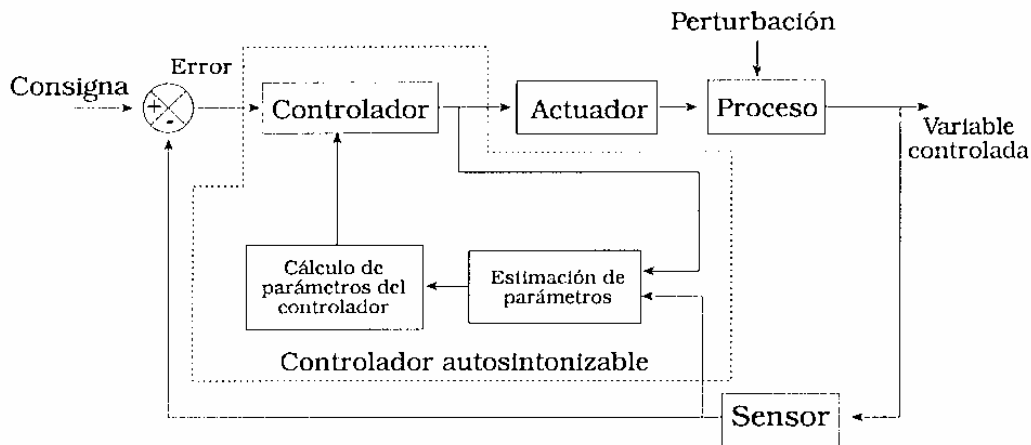 Perturbación
Consigna
Error
+
-
Controlador
Actuador
Proceso
Variable
controlada
Cálculo de
parámetros del
controlador
Estimación de
parámetros
Controlador autosintonizable
Sensor